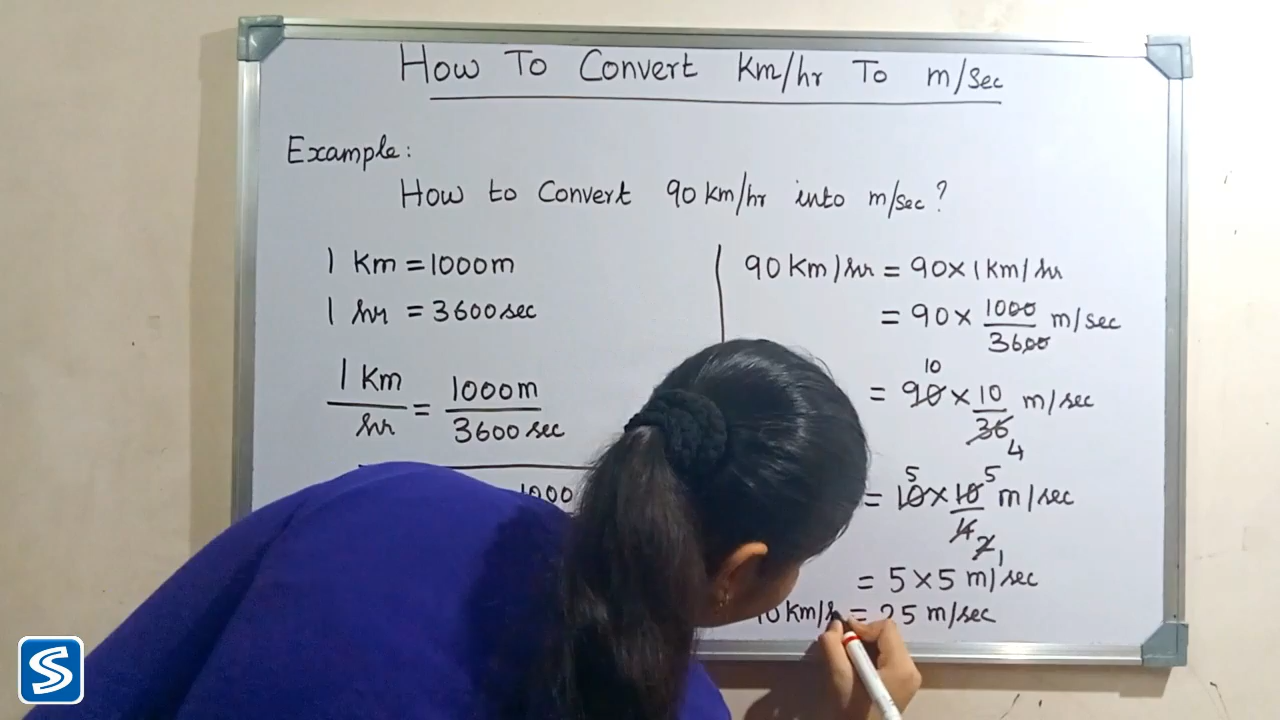 How To Convert Km/hr To m/sec
Example:
How to Convert 90 km/hr into m/sec?
1 Km = 1000m
1 hr = 3600 sec
1 Km / hr = 1000m / 3600 sec
1000
90 Km/hr = 90 × 1 Km/hr
= 90 × 1000/3600 m/sec
10
= 90 × 10/36 m/sec
4
5 5
= 10 × 10/4 m/sec
2 1
= 5 × 5 m/sec
km/h = 25 m/sec
S